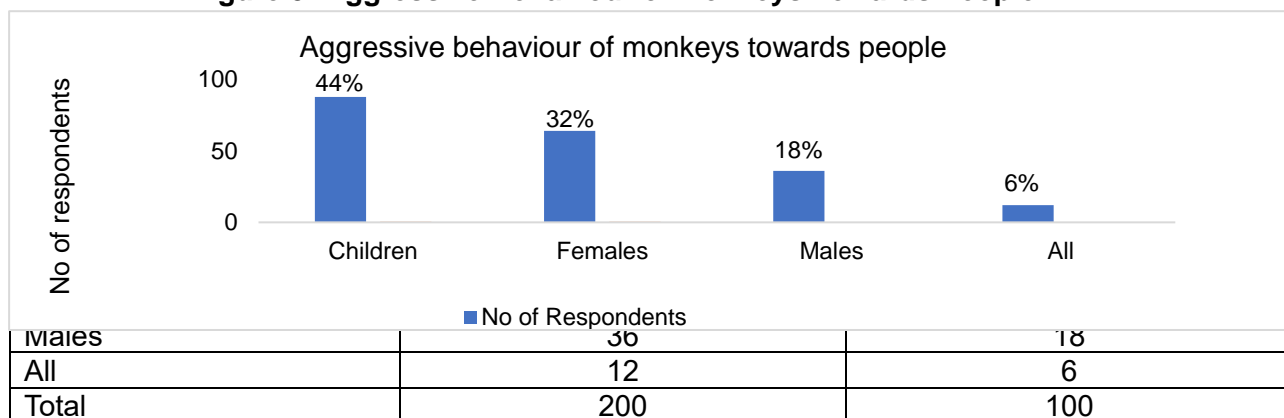 Aggressive behaviour of monkeys towards people
No of respondents
100
50
0
44%
32%
18%
6%
Children Females Males All
No of Respondents
Males 36 18
All 12 6
Total 200 100